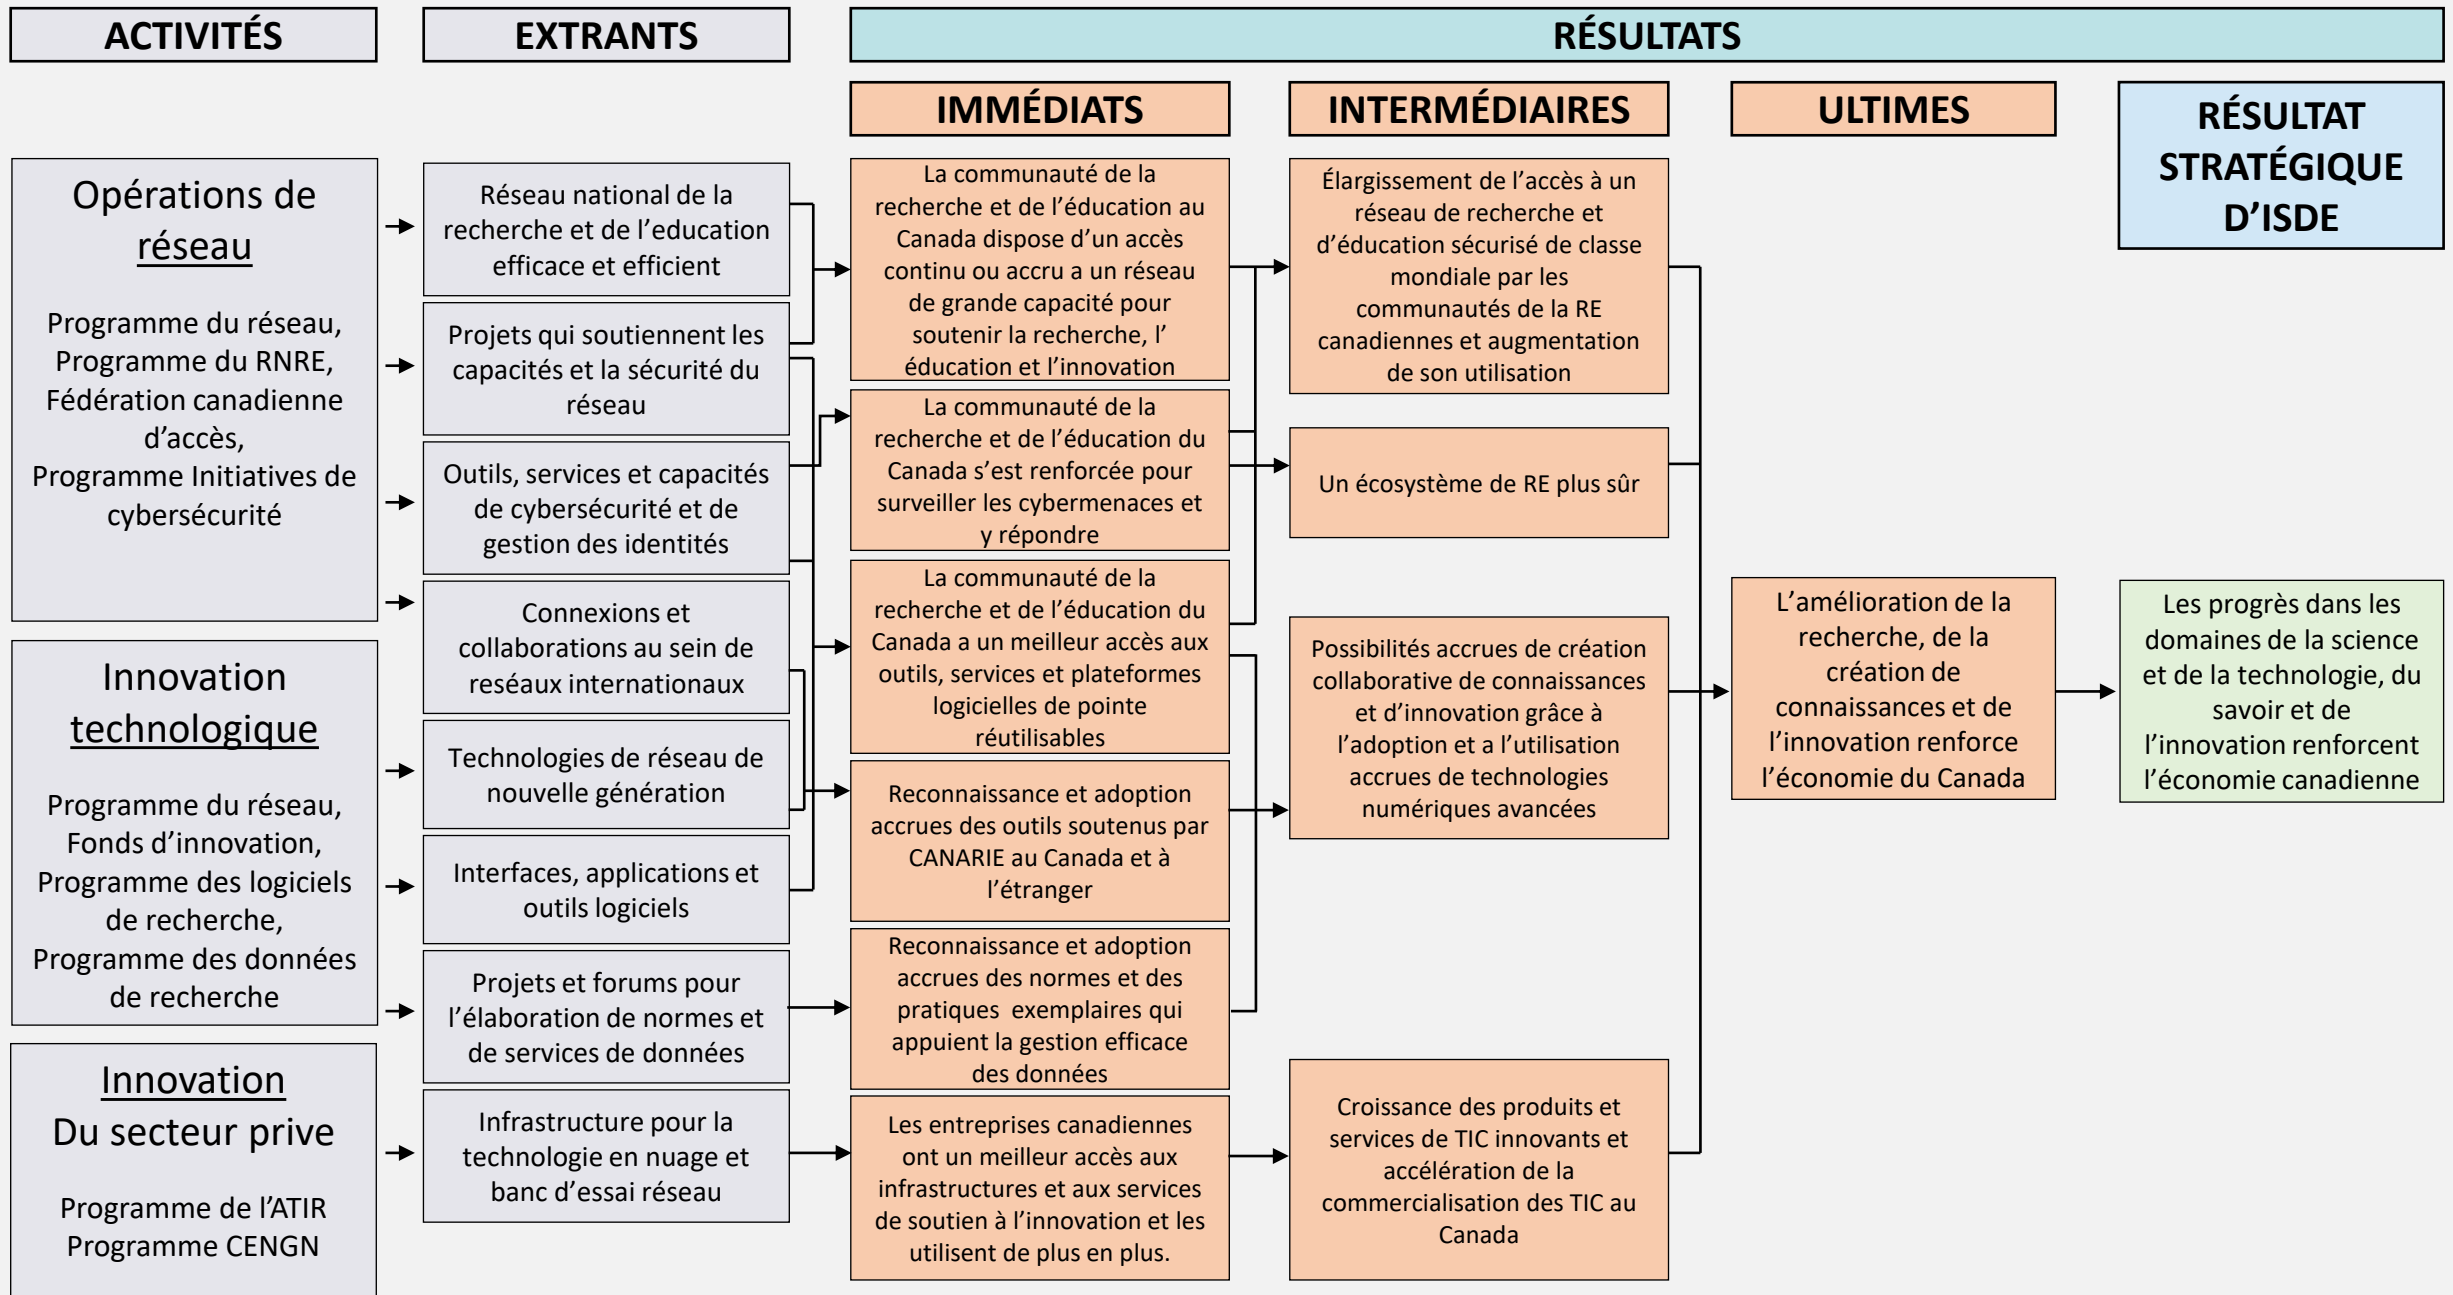 ACTIVITÉS
EXTRANTS
RÉSULTATS
IMMÉDIATS
INTERMÉDIAIRES
ULTIMES
RÉSULTAT
STRATÉGIQUE
D’ISDE
Opérations de
réseau
Programme du réseau,
Programme du RNRE,
Fédération canadienne
d’accès,
Programme Initiatives de
cybersécurité
Innovation
technologique
Programme du réseau,
Fonds d’innovation,
Programme des logiciels
de recherche,
Programme des données
de recherche
Innovation
Du secteur prive
Programme de l’ATIR
Programme CENGN
Réseau national de la
recherche et de l’education
efficace et efficient
Projets qui soutiennent les
capacités et la sécurité du
réseau
Outils, services et capacités
de cybersécurité et de
gestion des identités
Connexions et
collaborations au sein de
reséaux internationaux
Technologies de réseau de
nouvelle génération
Interfaces, applications et
outils logiciels
Projets et forums pour
l’élaboration de normes et
de services de données
Infrastructure pour la
technologie en nuage et
banc d’essai réseau
La communauté de la
recherche et de l’éducation au
Canada dispose d’un accès
continu ou accru a un réseau
de grande capacité pour
soutenir la recherche, l’
éducation et l’innovation
La communauté de la
recherche et de l’éducation du
Canada s’est renforcée pour
surveiller les cybermenaces et
y répondre
La communauté de la
recherche et de l’éducation du
Canada a un meilleur accès aux
outils, services et plateformes
logicielles de pointe
réutilisables
Reconnaissance et adoption
accrues des outils soutenus par
CANARIE au Canada et à
l’étranger
Reconnaissance et adoption
accrues des normes et des
pratiques  exemplaires qui
appuient la gestion efficace
des données
Les entreprises canadiennes
ont un meilleur accès aux
infrastructures et aux services
de soutien à l’innovation et les
utilisent de plus en plus.
Élargissement de l’accès à un
réseau de recherche et
d’éducation sécurisé de classe
mondiale par les
communautés de la RE
canadiennes et augmentation
de son utilisation
Un écosystème de RE plus sûr
Possibilités accrues de création
collaborative de connaissances
et d’innovation grâce à
l’adoption et a l’utilisation
accrues de technologies
numériques avancées
Croissance des produits et
services de TIC innovants et
accélération de la
commercialisation des TIC au
Canada
L’amélioration de la
recherche, de la
création de
connaissances et de
l’innovation renforce
l’économie du Canada
Les progrès dans les
domaines de la science
et de la technologie, du
savoir et de
l’innovation renforcent
l’économie canadienne